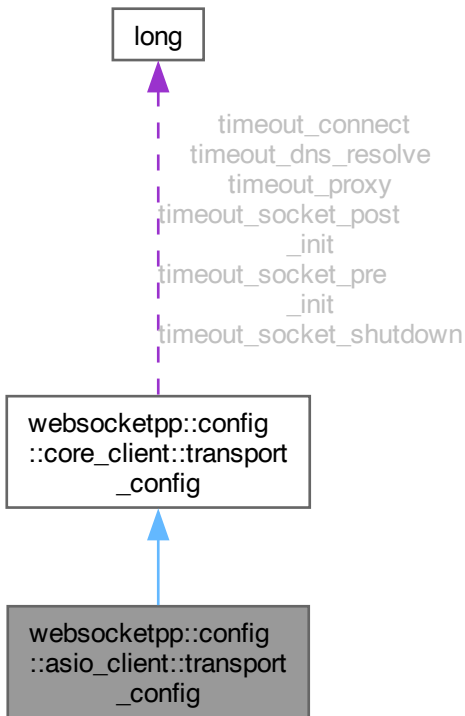 long
timeout_connect
timeout_dns_resolve
timeout_proxy
timeout_socket_post
_init
timeout_socket_pre
_init
timeout_socket_shutdown
websocketpp::config
::core_client::transport
_config
websocketpp::config
::asio_client::transport
_config